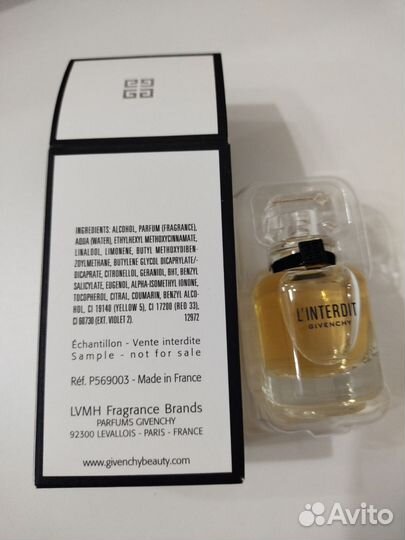 INGREDIENTS: ALCOHOL, PARFUM (FRAGRANCE),
AQUA (WATER), ETHYLHEXYL METHOXYCINNAMATE,
LINALOOL, LIMONENE, BUTYL METHOXYDIBEN-
ZOYLMETHANE, BUTYLENE GLYCOL DICAPRYLATE/
DICAPRATE, CITRONELLOL, GERANIOL, BHT, BENZYL
SALICYLATE, EUGENOL, ALPHA-ISOMETHYL IONONE,
TOCOPHEROL, CITRAL, COUMARIN, BENZYL ALCO-
HOL, CI 19140 (YELLOW 5), CI 17200 (RED 33),
CI 60730 (EXT. VIOLET 2). 12972
Échantillon - Vente interdite
Sample - not for sale
Réf. P569003 - Made in France
LVMH Fragrance Brands
PARFUMS GIVENCHY
92300 LEVALLOIS - PARIS - FRANCE
www.givenchybeauty.com
L'INTERDIT
GIVENCHY
Avito